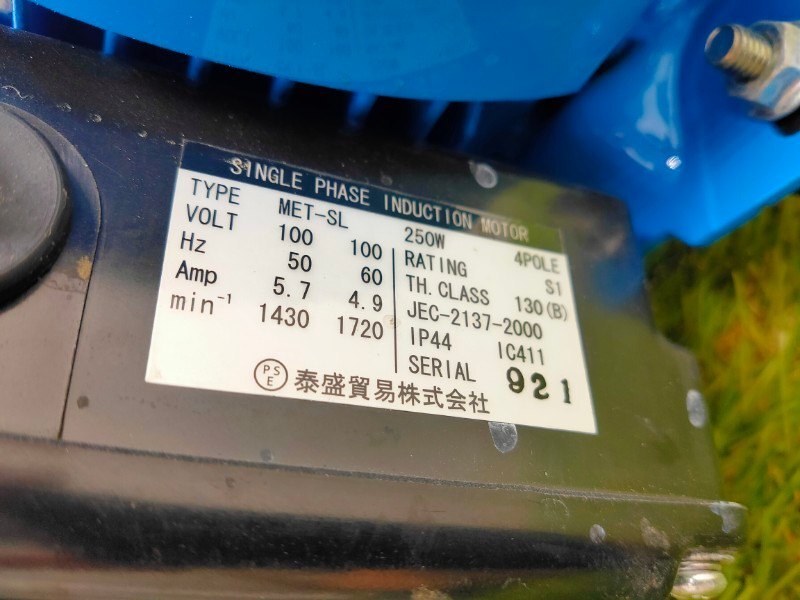 SINGLE PHASE INDUCTION MOTOR
TYPE MET-SL 250W 4POLE
VOLT 100 100 RATING S1
Hz 50 60 TH.CLASS 130(B)
Amp 5.7 4.9 JEC-2137-2000
min⁻¹ 1430 1720 IP44 IC411
SERIAL 921
PSE 泰盛貿易株式会社